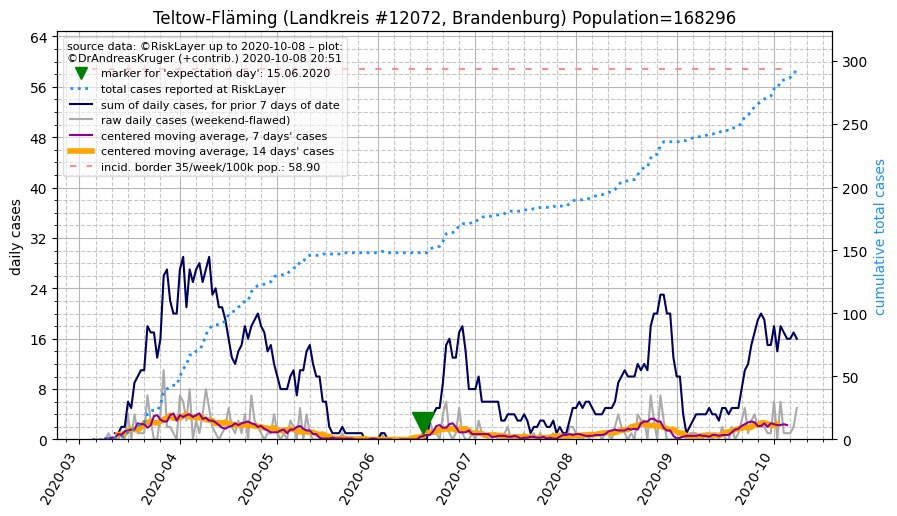 Teltow-Fläming (Landkreis #12072, Brandenburg) Population=168296
source data: ©RiskLayer up to 2020-10-08 – plot:
©DrAndreasKruger (+contrib.) 2020-10-08 20:51
marker for 'expectation day': 15.06.2020
total cases reported at RiskLayer
sum of daily cases, for prior 7 days of date
raw daily cases (weekend-flawed)
centered moving average, 7 days' cases
centered moving average, 14 days' cases
incid. border 35/week/100k pop.: 58.90
daily cases
64
56
48
40
32
24
16
8
0
cumulative total cases
300
250
200
150
100
50
0
2020-03
2020-04
2020-05
2020-06
2020-07
2020-08
2020-09
2020-10